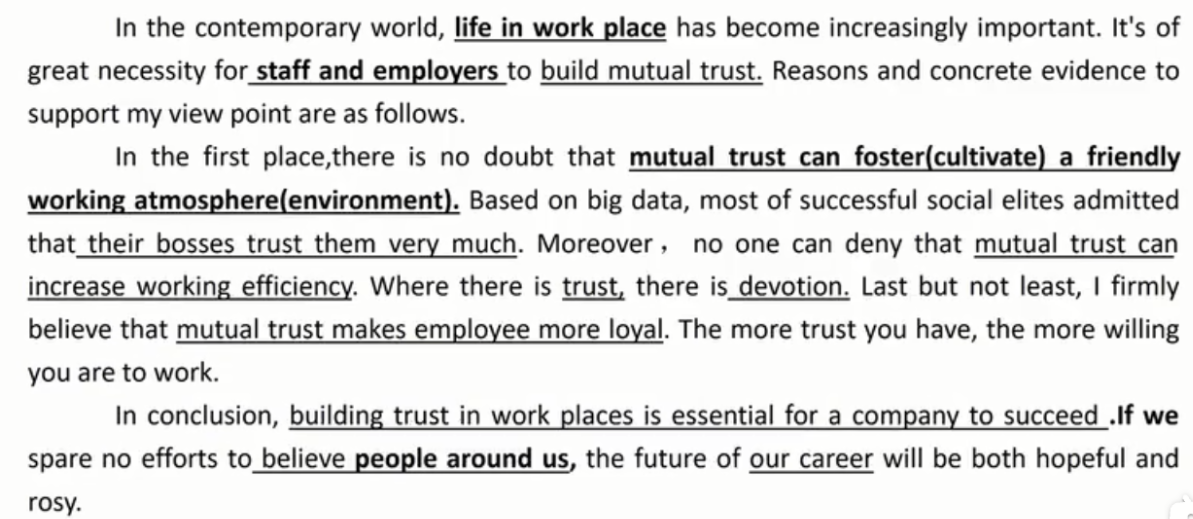 In the contemporary world, life in work place has become increasingly important. It's of
great necessity for staff and employers to build mutual trust. Reasons and concrete evidence to
support my view point are as follows.
In the first place,there is no doubt that mutual trust can foster(cultivate) a friendly
working atmosphere(environment). Based on big data, most of successful social elites admitted
that their bosses trust them very much. Moreover， no one can deny that mutual trust can
increase working efficiency. Where there is trust, there is devotion. Last but not least, I firmly
believe that mutual trust makes employee more loyal. The more trust you have, the more willing
you are to work.
In conclusion, building trust in work places is essential for a company to succeed .If we
spare no efforts to believe people around us, the future of our career will be both hopeful and
rosy.